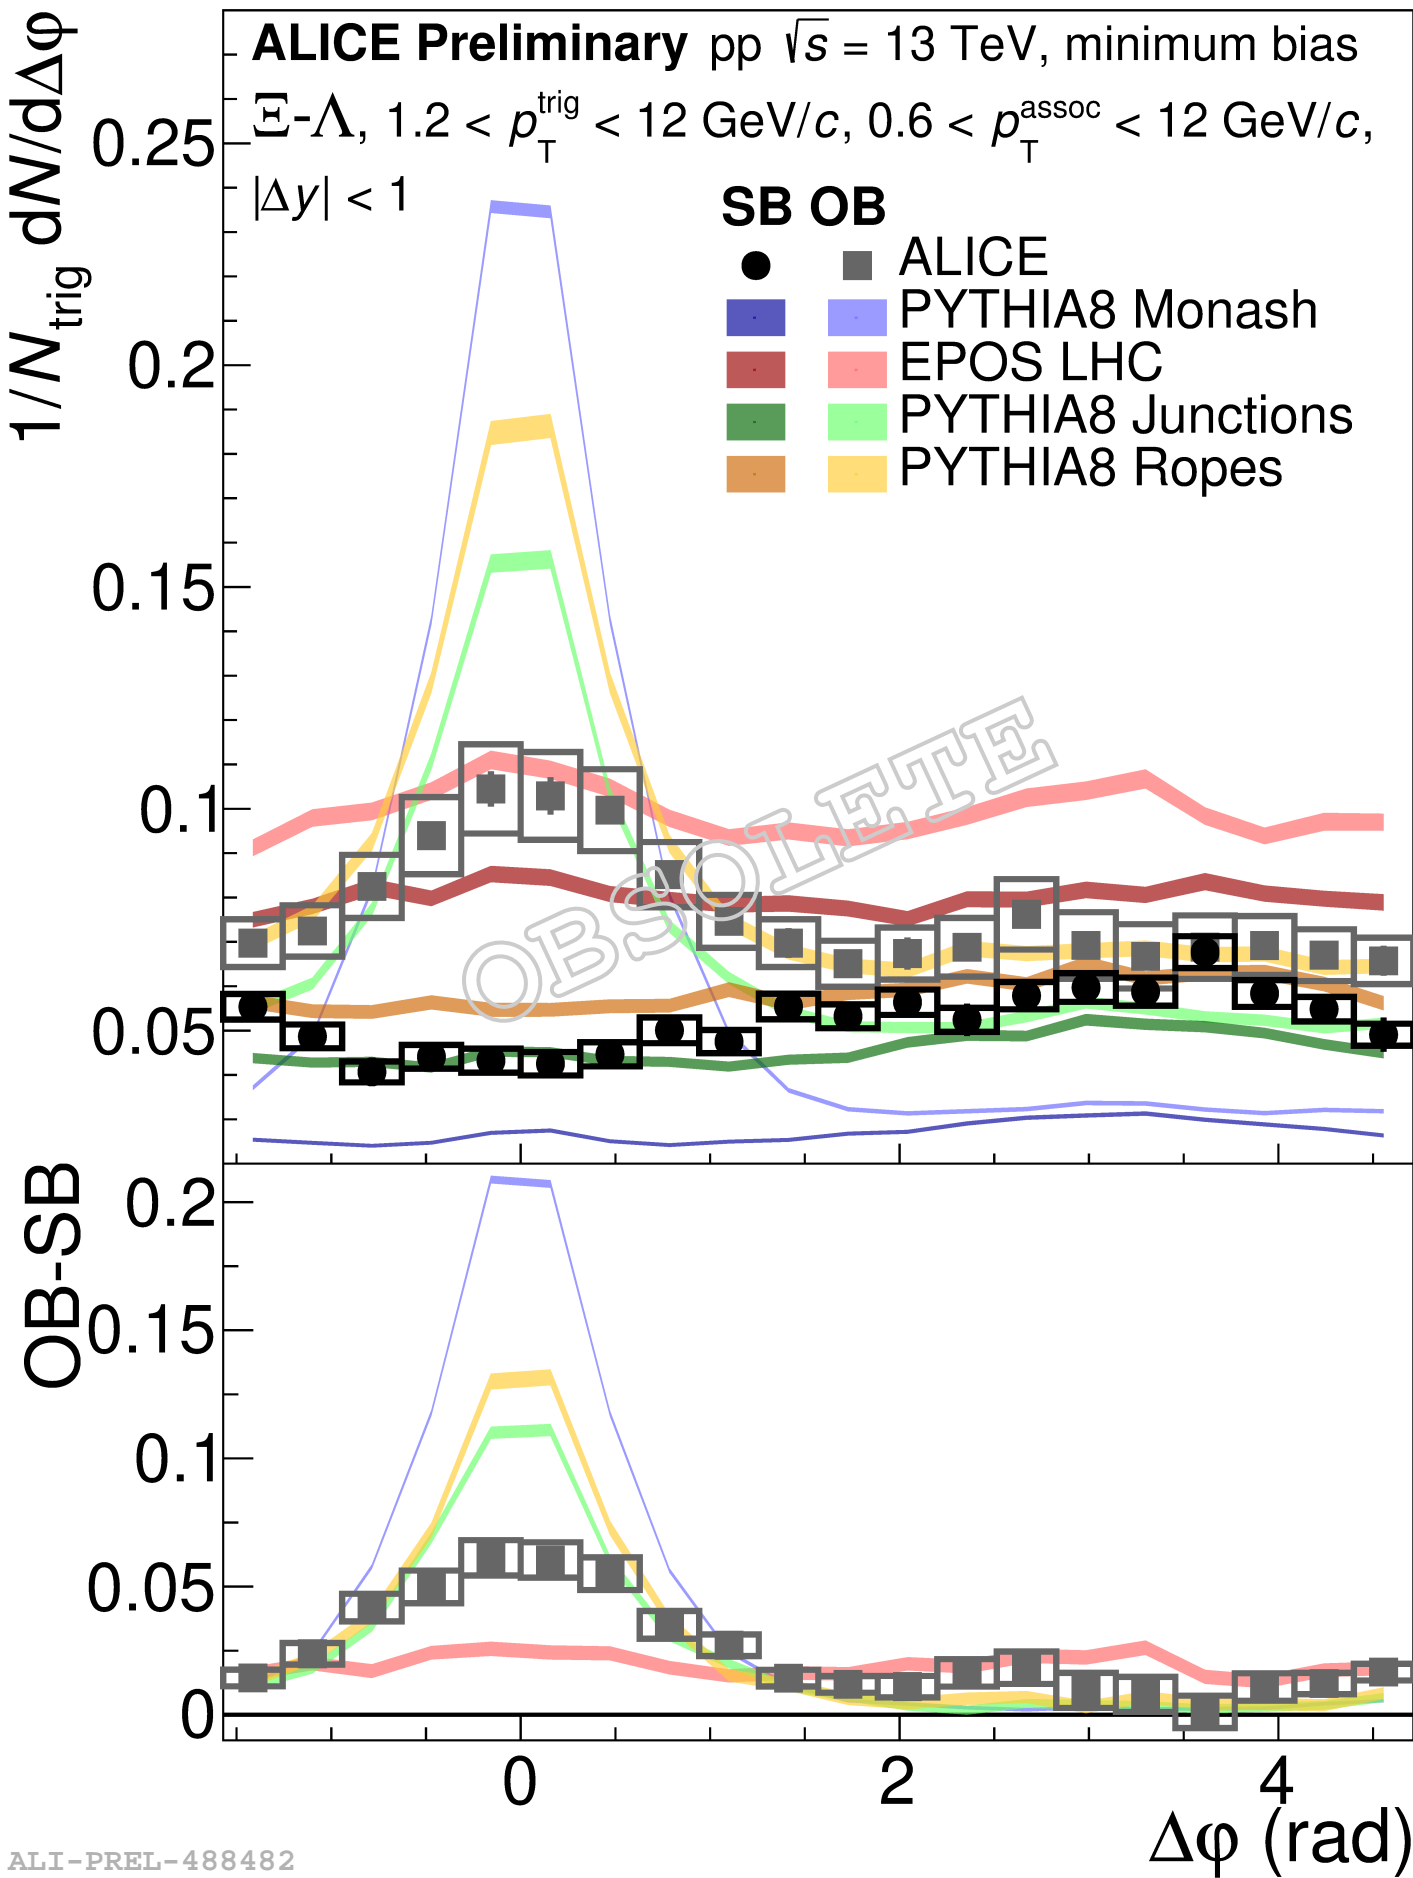 ALICE Preliminary pp √s = 13 TeV, minimum bias
Ξ-Λ, 1.2 < p_T^trig < 12 GeV/c, 0.6 < p_T^assoc < 12 GeV/c,
|Δy| < 1
SB OB
ALICE
PYTHIA8 Monash
EPOS LHC
PYTHIA8 Junctions
PYTHIA8 Ropes
1/N_trig dN/dΔφ
0.25
0.2
0.15
0.1
0.05
OBSOLETE
OB-SB
0.2
0.15
0.1
0.05
0
0 2 4
Δφ (rad)
ALI-PREL-488482